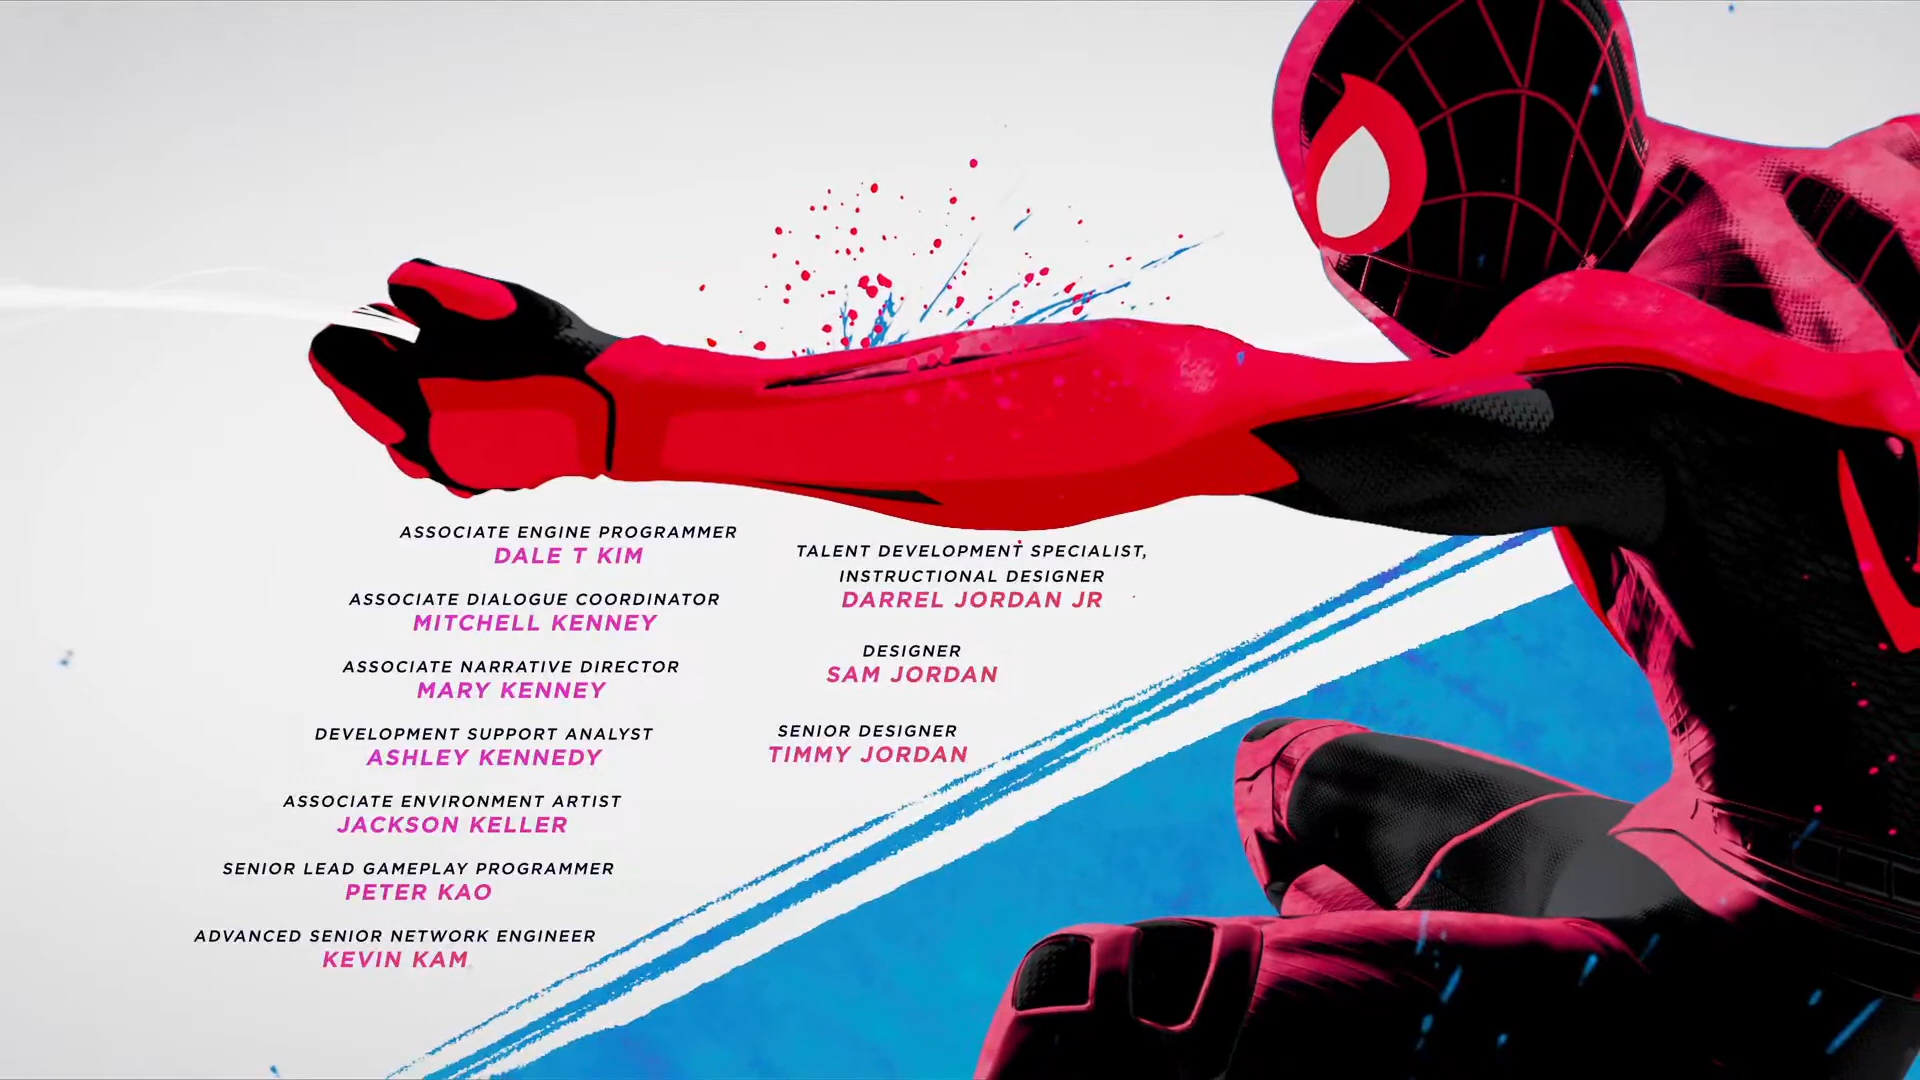 ASSOCIATE ENGINE PROGRAMMER
DALE T KIM
ASSOCIATE DIALOGUE COORDINATOR
MITCHELL KENNEY
ASSOCIATE NARRATIVE DIRECTOR
MARY KENNEY
DEVELOPMENT SUPPORT ANALYST
ASHLEY KENNEDY
ASSOCIATE ENVIRONMENT ARTIST
JACKSON KELLER
SENIOR LEAD GAMEPLAY PROGRAMMER
PETER KAO
ADVANCED SENIOR NETWORK ENGINEER
KEVIN KAM
TALENT DEVELOPMENT SPECIALIST,
INSTRUCTIONAL DESIGNER
DARREL JORDAN JR
DESIGNER
SAM JORDAN
SENIOR DESIGNER
TIMMY JORDAN